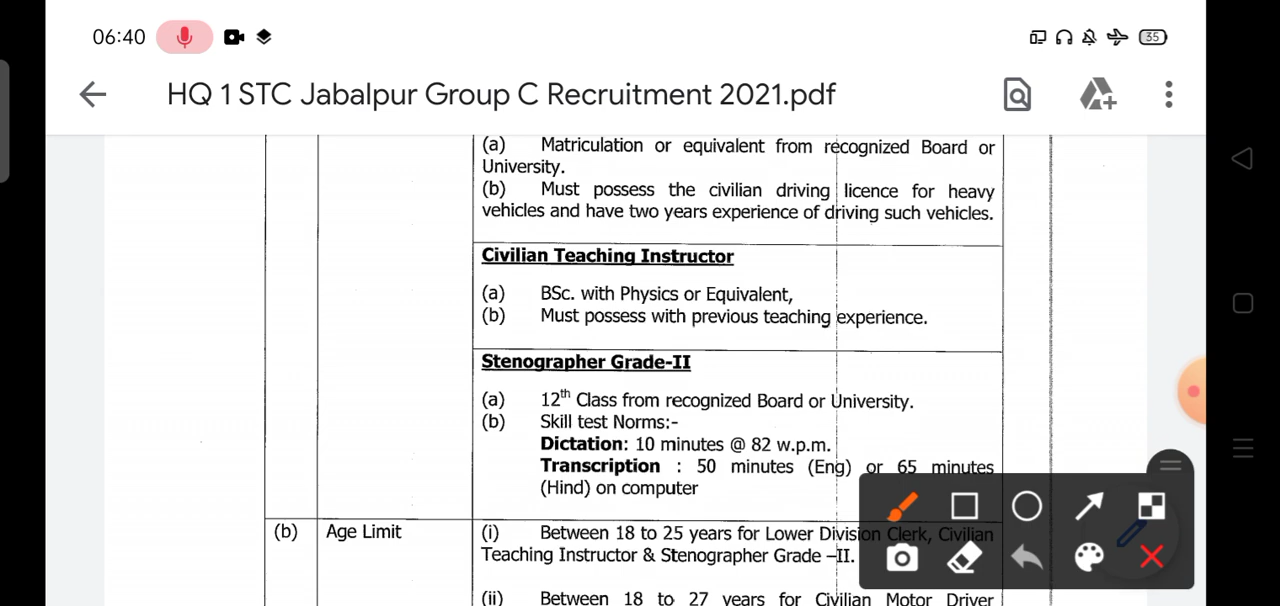 06:40
35
HQ 1 STC Jabalpur Group C Recruitment 2021.pdf
(a) Matriculation or equivalent from recognized Board or
University.
(b) Must possess the civilian driving licence for heavy
vehicles and have two years experience of driving such vehicles.
Civilian Teaching Instructor
(a) BSc. with Physics or Equivalent,
(b) Must possess with previous teaching experience.
Stenographer Grade-II
(a) 12th Class from recognized Board or University.
(b) Skill test Norms:-
Dictation: 10 minutes @ 82 w.p.m.
Transcription : 50 minutes (Eng) or 65 minutes
(Hind) on computer
(b) Age Limit (i) Between 18 to 25 years for Lower Division Clerk, Civilian
Teaching Instructor & Stenographer Grade –II.
(ii) Between 18 to 27 years for Civilian Motor Driver